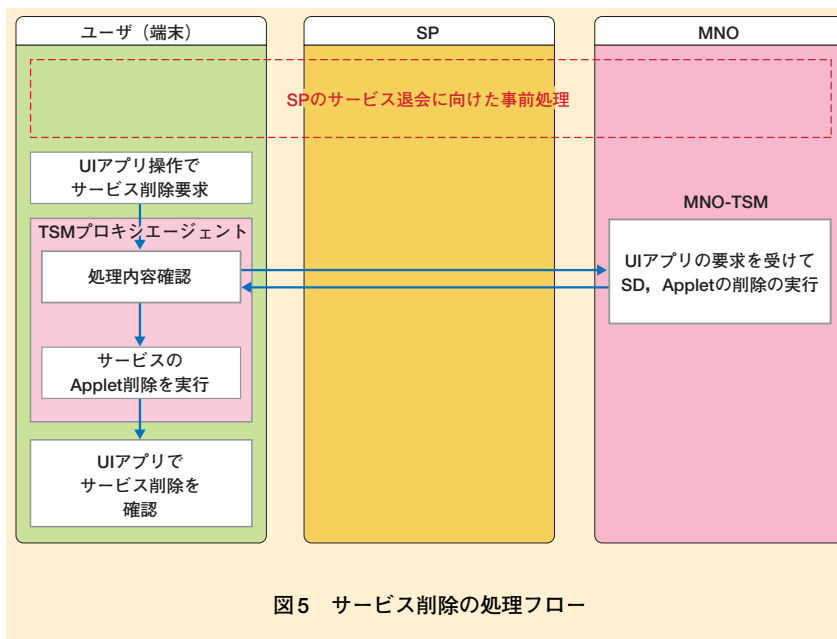 ユーザ（端末）
SP
MNO
SPのサービス退会に向けた事前処理
UIアプリ操作で
サービス削除要求
TSMプロキシエージェント
処理内容確認
サービスの
Applet削除を実行
UIアプリで
サービス削除を
確認
MNO-TSM
UIアプリの要求を受けて
SD，Appletの削除の実行
図5　サービス削除の処理フロー